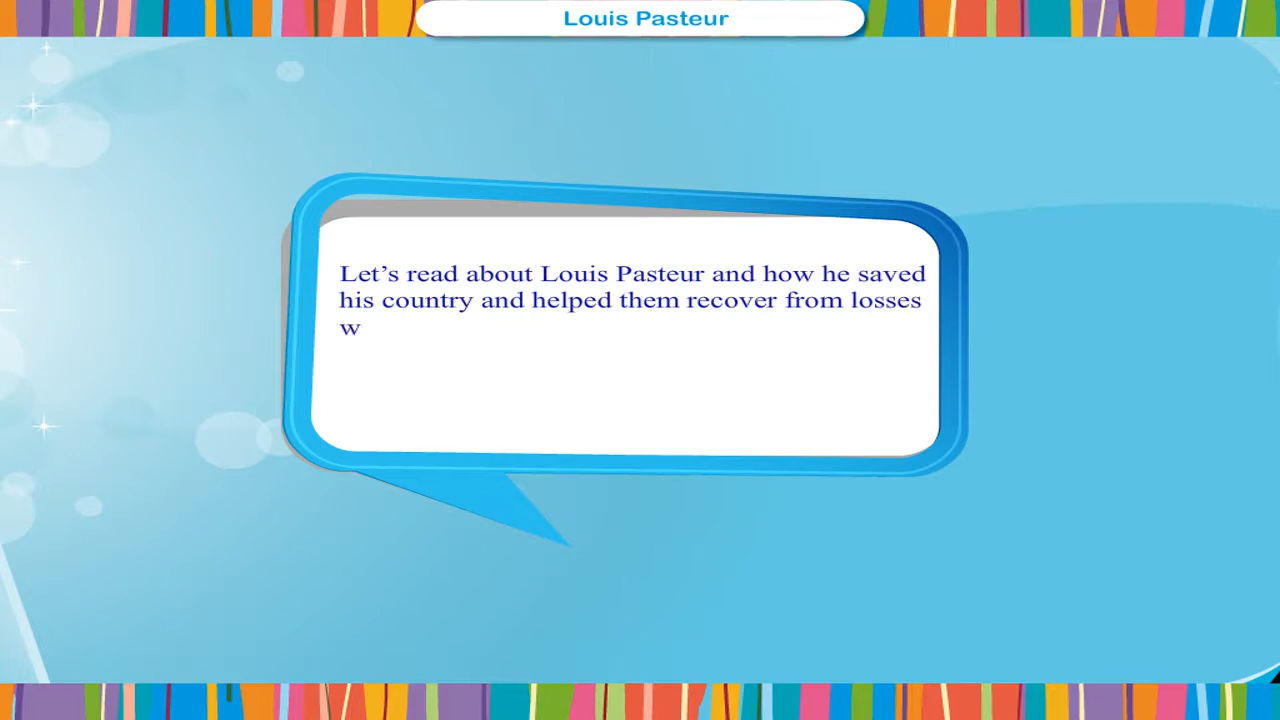 Louis Pasteur
Let’s read about Louis Pasteur and how he saved
his country and helped them recover from losses
w